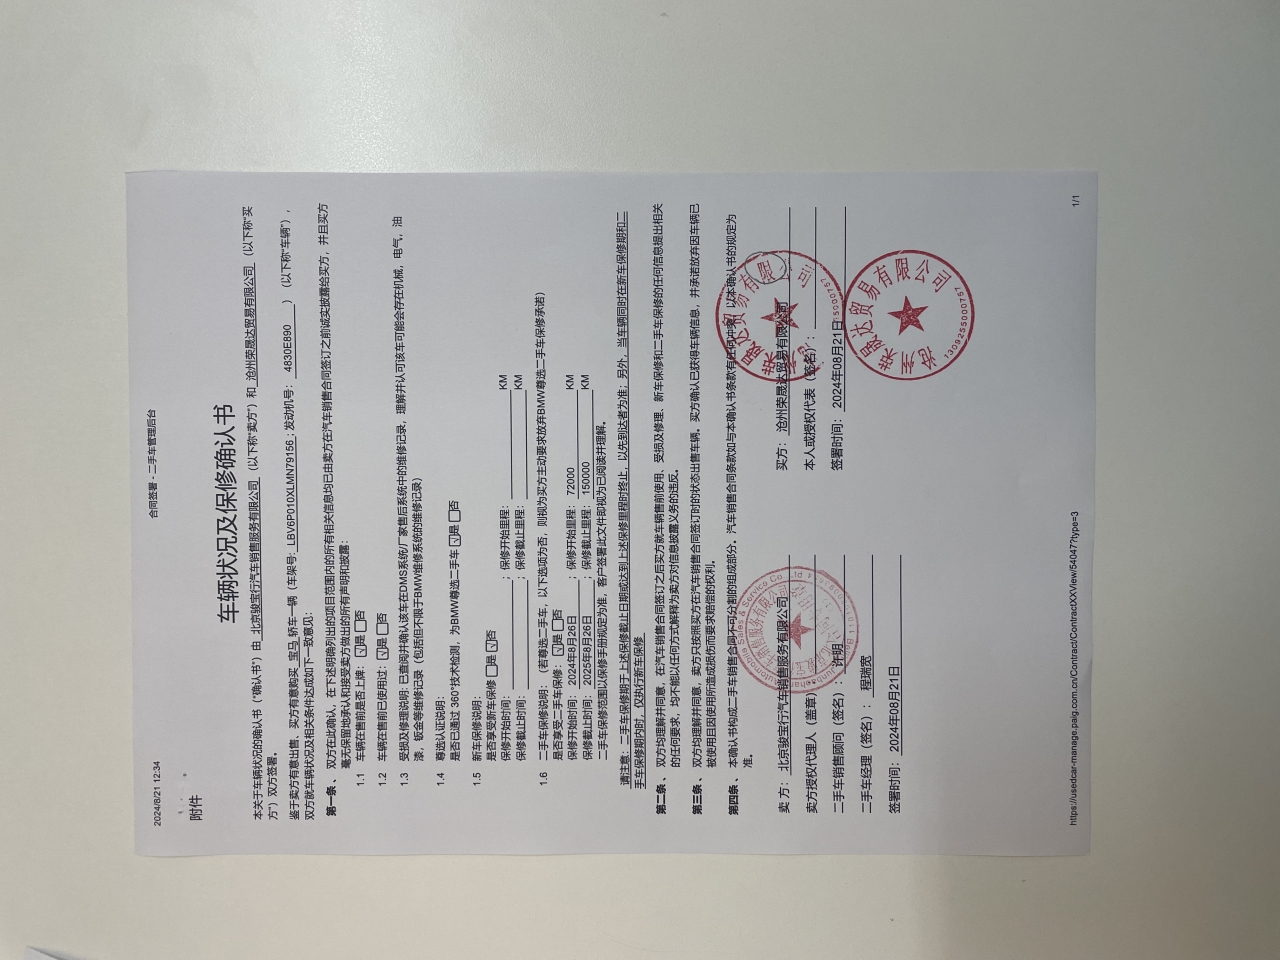 2024/8/21 12:34
合同签署 - 二手车管理后台
附件
车辆状况及保修确认书
本关于车辆状况的确认书（“确认书”）由 北京骏宝行汽车销售服务有限公司 （以下称“卖方”）和 沧州荣晟达贸易有限公司 （以下称“买
方”）双方签署。
鉴于卖方有意出售、买方有意购买 宝马 轿车一辆（车架号: LBV6P010XLMN79156 ; 发动机号: 4830E890 ）（以下称“车辆”），
双方就车辆状况及相关条件达成如下一致意见：
第一条、 双方在此确认，在下述明确列出的项目范围内的所有相关信息均已由卖方在汽车销售合同签订之前诚实披露给买方，并且买方
毫无保留地承认和接受卖方做出的所有声明和披露：
1.1 车辆在售前是否上牌: ☑是 □否
1.2 车辆在售前已使用过: ☑是 □否
1.3 受损及修理说明: 已查阅并确认该车在DMS系统/厂家售后系统中的维修记录，理解并认可该车可能会存在机械，电气，油
漆，钣金等维修记录（包括但不限于BMW维修系统的维修记录）
1.4 尊选认证说明:
是否已通过 360°技术检测，为BMW尊选二手车 ☑是 □否
1.5 新车保修说明:
是否享受新车保修 □是 ☑否
保修开始时间: ; 保修开始里程: KM
保修截止时间: ; 保修截止里程: KM
1.6 二手车保修说明:（若尊选二手车，以下选项为否，则视为买方主动要求放弃BMW尊选二手车保修承诺）
是否享受二手车保修: ☑是 □否
保修开始时间: 2024年8月26日 ; 保修开始里程: 72000 KM
保修截止时间: 2025年8月26日 ; 保修截止里程: 150000 KM
二手车保修范围以保修手册规定为准，客户签署此文件即视为已阅读并理解。
请注意：二手车保修期于上述保修截止日期或达到上述保修里程时终止，以先到达者为准；另外，当车辆同时在新车保修期和二
手车保修期内时，仅执行新车保修
第二条、 双方均理解并同意，在汽车销售合同签订之后买方就车辆售前使用、受损及修理、新车保修和二手车保修的任何信息提出相关
的任何要求，均不能以任何方式解释为卖方对信息披露义务的违反。
第三条、 双方均理解并同意，卖方只按照买方在汽车销售合同签订时的状态出售车辆。买方确认已获得车辆信息，并承诺放弃因车辆已
被使用且因使用所造成损伤而要求赔偿的权利。
第四条、 本确认书构成二手车销售合同不可分割的组成部分。汽车销售合同条款如与本确认书条款有任何冲突，以本确认书的规定为
准。
卖 方: 北京骏宝行汽车销售服务有限公司
卖方授权代理人（盖章）:
二手车销售顾问（签名）: 许明
二手车经理（签名）: 程瑞宽
签署时间: 2024年08月21日
买方: 沧州荣晟达贸易有限公司
本人或授权代表（签名）:
签署时间: 2024年08月21日
沧州荣晟达贸易有限公司
1309255000757
https://usedcar-manage.paig.com.cn/Contract/ContractXXView/54047?type=3
1/1